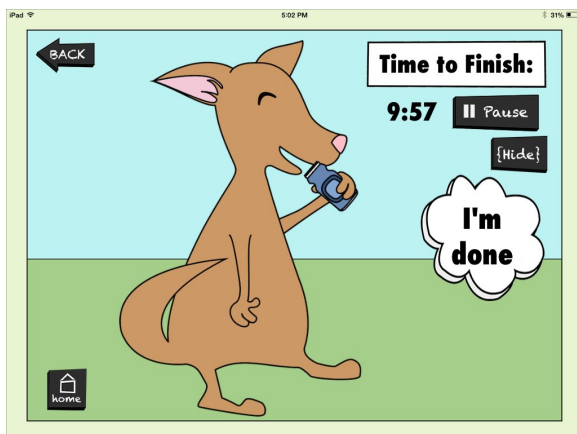 iPad
5:02 PM
31%
BACK
Time to Finish:
9:57
Pause
{Hide}
I'm
done
home